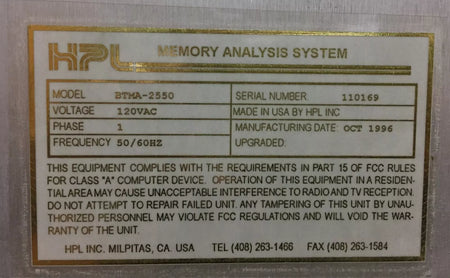 HPL MEMORY ANALYSIS SYSTEM
MODEL BTMA-2550
VOLTAGE 120VAC
PHASE 1
FREQUENCY 50/60HZ
SERIAL NUMBER 110169
MADE IN USA BY HPL INC
MANUFACTURING DATE: OCT 1996
UPGRADED:
THIS EQUIPMENT COMPLIES WITH THE REQUIREMENTS IN PART 15 OF FCC RULES
FOR CLASS "A" COMPUTER DEVICE. OPERATION OF THIS EQUIPMENT IN A RESIDEN-
TIAL AREA MAY CAUSE UNACCEPTABLE INTERFERENCE TO RADIO AND TV RECEPTION.
DO NOT ATTEMPT TO REPAIR FAILED UNIT. ANY TAMPERING OF THIS UNIT BY UNAU-
THORIZED PERSONNEL MAY VIOLATE FCC REGULATIONS AND WILL VOID THE WAR-
RANTY OF THE UNIT.
HPL INC. MILPITAS, CA. USA TEL (408) 263-1466 FAX (408) 263-1584